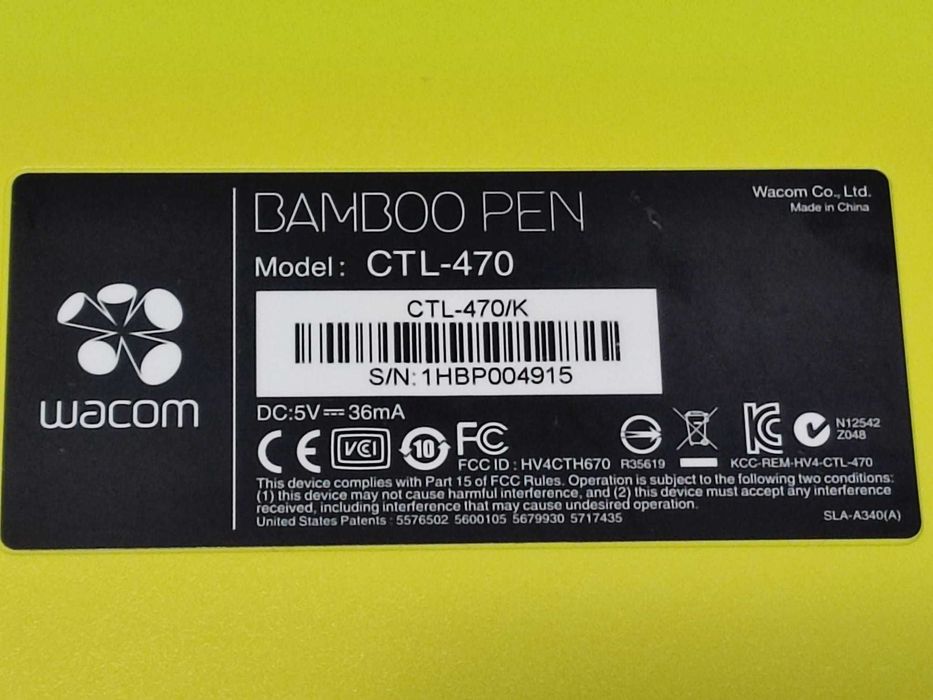 BAMBOO PEN
Wacom Co., Ltd.
Made in China
Model : CTL-470
CTL-470/K
S/N: 1HBP004915
wacom
DC:5V⎓36mA
CE VCCI 10 FC
N12542
Z048
FCC ID : HV4CTH670 R35619 KCC-REM-HV4-CTL-470
This device complies with Part 15 of FCC Rules. Operation is subject to the following two conditions:
(1) this device may not cause harmful interference, and (2) this device must accept any interference
received, including interference that may cause undesired operation.
United States Patents : 5576502 5600105 5679930 5717435
SLA-A340(A)